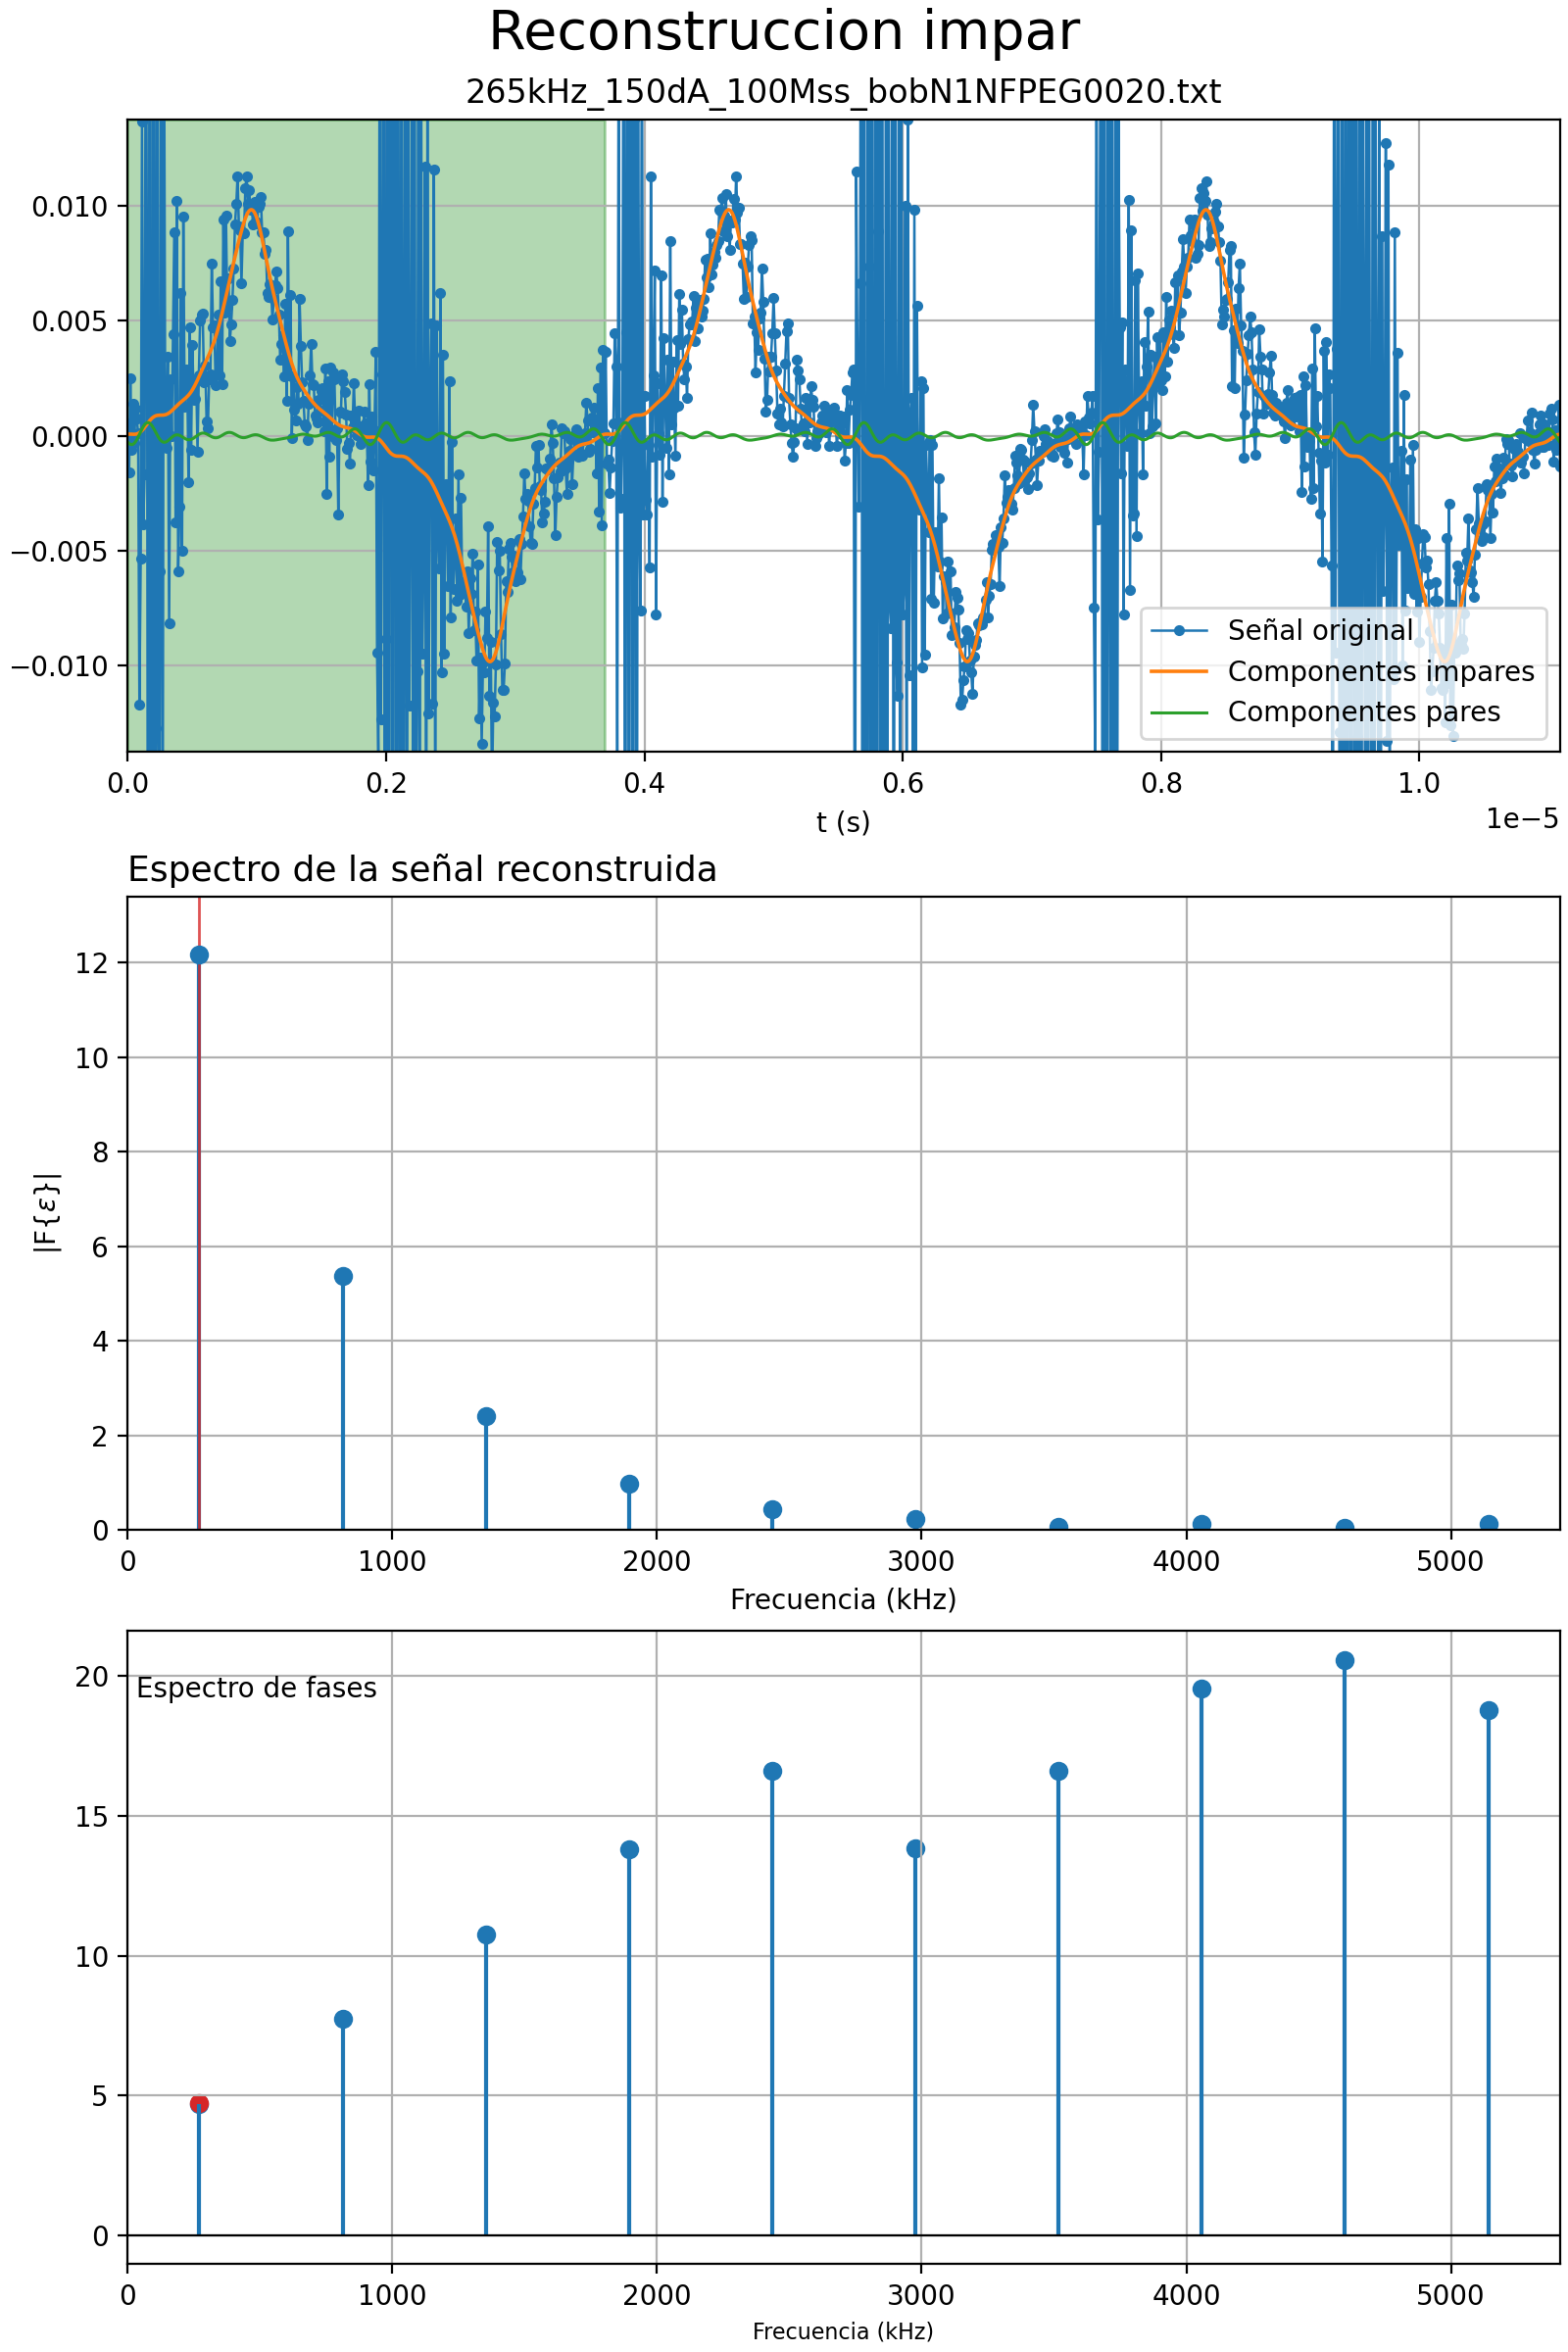 Reconstruccion impar
265kHz_150dA_100Mss_bobN1NFPEG0020.txt
0.010
0.005
0.000
−0.005
−0.010
Señal original
Componentes impares
Componentes pares
0.0 0.2 0.4 0.6 0.8 1.0
1e−5
t (s)
Espectro de la señal reconstruida
12
10
8
6
4
2
0
|F{ε}|
0 1000 2000 3000 4000 5000
Frecuencia (kHz)
Espectro de fases
20
15
10
5
0
0 1000 2000 3000 4000 5000
Frecuencia (kHz)